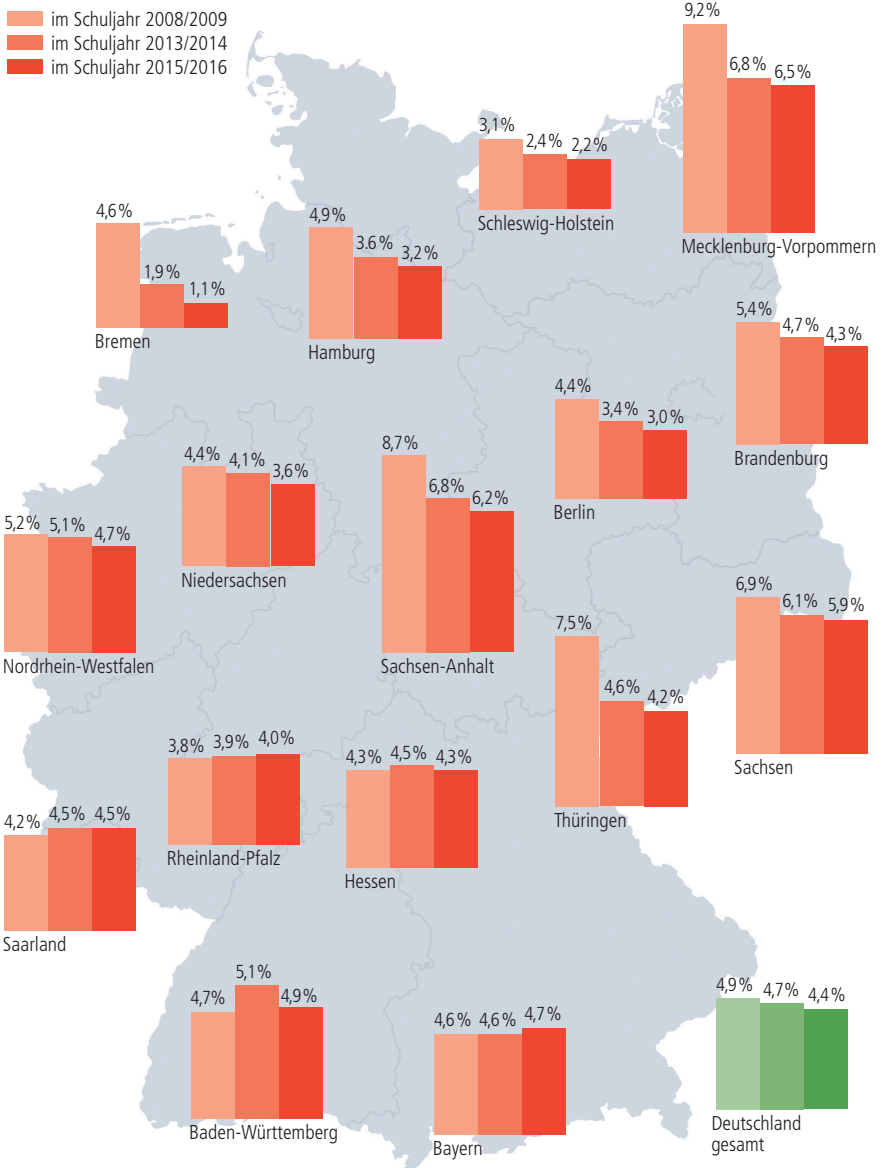 im Schuljahr 2008/2009
im Schuljahr 2013/2014
im Schuljahr 2015/2016
9,2%
6,8%
6,5%
Mecklenburg-Vorpommern
3,1%
2,4%
2,2%
Schleswig-Holstein
4,6%
1,9%
1,1%
Bremen
4,9%
3.6%
3,2%
Hamburg
5,4%
4,7%
4,3%
Brandenburg
4,4%
3,4%
3,0%
Berlin
4,4%
4,1%
3,6%
Niedersachsen
8,7%
6,8%
6,2%
Sachsen-Anhalt
5,2%
5,1%
4,7%
Nordrhein-Westfalen
6,9%
6,1%
5,9%
Sachsen
7,5%
4,6%
4,2%
Thüringen
3,8%
3,9%
4,0%
Rheinland-Pfalz
4,3%
4,5%
4,3%
Hessen
4,2%
4,5%
4,5%
Saarland
4,7%
5,1%
4,9%
Baden-Württemberg
4,6%
4,6%
4,7%
Bayern
4,9%
4,7%
4,4%
Deutschland
gesamt